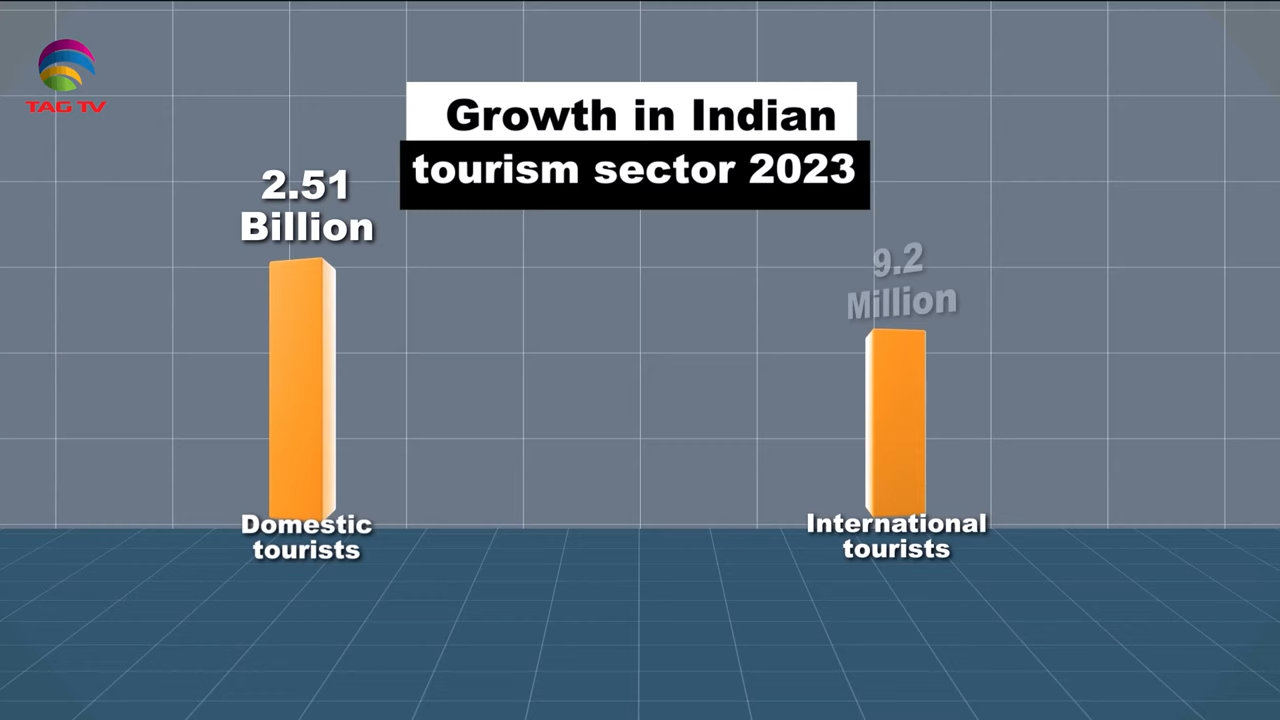 TAG TV
Growth in Indian
tourism sector 2023
2.51
Billion
9.2
Million
Domestic
tourists
International
tourists